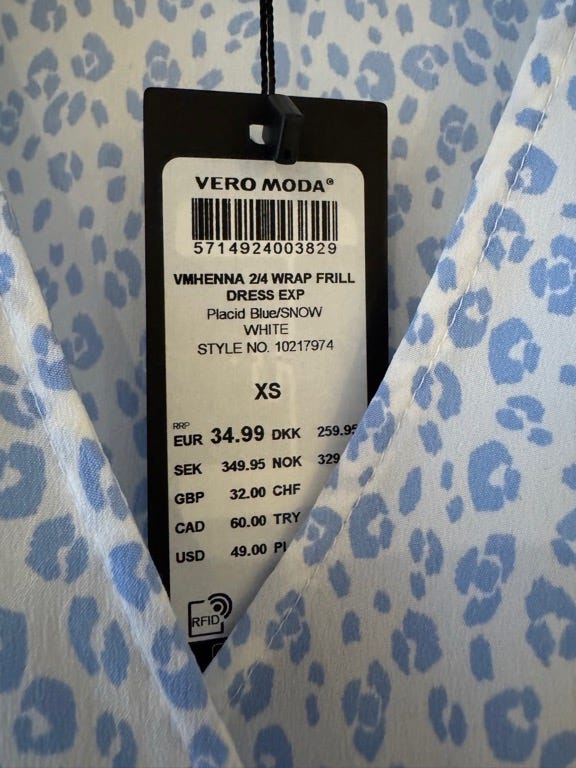 VERO MODA®
5714924003829
VMHENNA 2/4 WRAP FRILL
DRESS EXP
Placid Blue/SNOW
WHITE
STYLE NO. 10217974
XS
RRP
EUR 34.99 DKK 259.95
SEK 349.95 NOK
GBP 32.00 CHF
CAD 60.00 TRY
USD 49.00
RFID